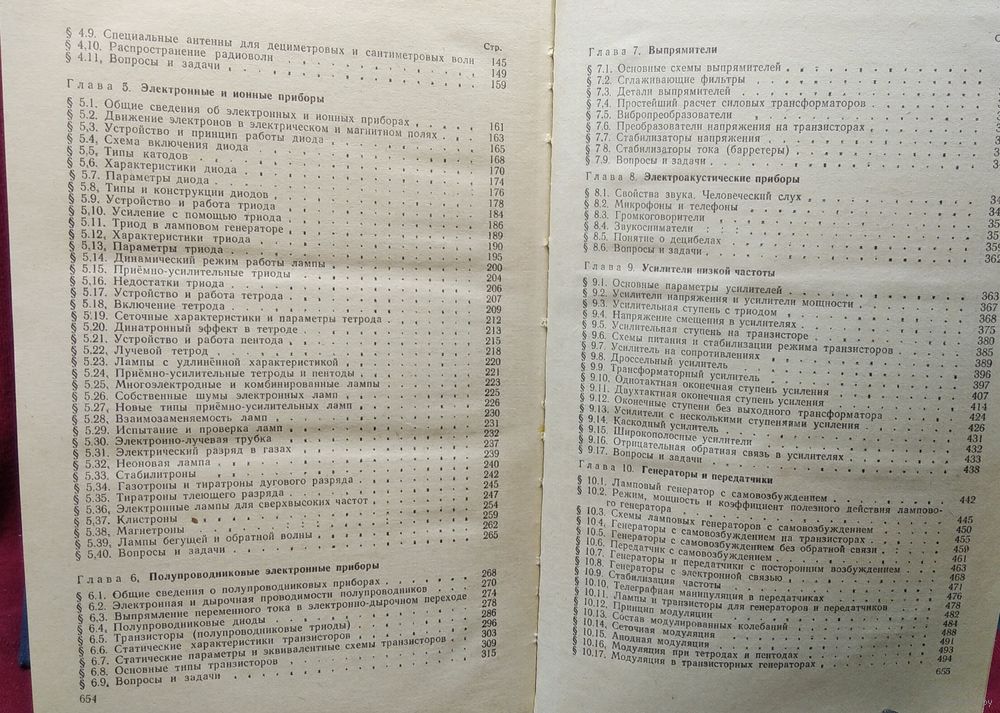 Стр.
§ 4.9. Специальные антенны для дециметровых и сантиметровых волн 145
§ 4.10. Распространение радиоволн 149
§ 4.11. Вопросы и задачи 159
Глава 5. Электронные и ионные приборы
§ 5.1. Общие сведения об электронных и ионных приборах 161
§ 5.2. Движение электронов в электрическом и магнитном полях 163
§ 5.3. Устройство и принцип работы диода 165
§ 5.4. Схема включения диода 168
§ 5.5. Типы катодов 170
§ 5.6. Характеристики диода 174
§ 5.7. Параметры диода 176
§ 5.8. Типы и конструкции диодов 178
§ 5.9. Устройство и работа триода 184
§ 5.10. Усиление с помощью триода 186
§ 5.11. Триод в ламповом генераторе 189
§ 5.12. Характеристики триода 190
§ 5.13. Параметры триода 195
§ 5.14. Динамический режим работы лампы 200
§ 5.15. Приёмно-усилительные триоды 204
§ 5.16. Недостатки триода 206
§ 5.17. Устройство и работа тетрода 207
§ 5.18. Включение тетрода 209
§ 5.19. Сеточные характеристики и параметры тетрода 212
§ 5.20. Динатронный эффект в тетроде 213
§ 5.21. Устройство и работа пентода 215
§ 5.22. Лучевой тетрод 218
§ 5.23. Лампы с удлинённой характеристикой 220
§ 5.24. Приёмно-усилительные тетроды и пентоды 221
§ 5.25. Многоэлектродные и комбинированные лампы 223
§ 5.26. Собственные шумы электронных ламп 225
§ 5.27. Новые типы приёмно-усилительных ламп 226
§ 5.28. Взаимозаменяемость ламп 230
§ 5.29. Испытание и проверка ламп 231
§ 5.30. Электронно-лучевая трубка 232
§ 5.31. Электрический разряд в газах 237
§ 5.32. Неоновая лампа 239
§ 5.33. Стабилитроны 240
§ 5.34. Газотроны и тиратроны дугового разряда 242
§ 5.35. Тиратроны тлеющего разряда 245
§ 5.36. Электронные лампы для сверхвысоких частот 247
§ 5.37. Клистроны 254
§ 5.38. Магнетроны 259
§ 5.39. Лампы бегущей и обратной волны 262
§ 5.40. Вопросы и задачи 265
Глава 6. Полупроводниковые электронные приборы
§ 6.1. Общие сведения о полупроводниковых приборах 268
§ 6.2. Электронная и дырочная проводимости полупроводников 270
§ 6.3. Выпрямление переменного тока в электронно-дырочном переходе 274
§ 6.4. Полупроводниковые диоды 278
§ 6.5. Транзисторы (полупроводниковые триоды) 286
§ 6.6. Статические характеристики транзисторов 296
§ 6.7. Статические параметры и эквивалентные схемы транзисторов 303
§ 6.8. Основные типы транзисторов 309
§ 6.9. Вопросы и задачи 315
654
Глава 7. Выпрямители
§ 7.1. Основные схемы выпрямителей
§ 7.2. Сглаживающие фильтры
§ 7.3. Детали выпрямителей
§ 7.4. Простейший расчет силовых трансформаторов
§ 7.5. Вибропреобразователи
§ 7.6. Преобразователи напряжения на транзисторах
§ 7.7. Стабилизаторы напряжения
§ 7.8. Стабилизаторы тока (барретеры)
§ 7.9. Вопросы и задачи
Глава 8. Электроакустические приборы
§ 8.1. Свойства звука. Человеческий слух
§ 8.2. Микрофоны и телефоны
§ 8.3. Громкоговорители
§ 8.4. Звукосниматели
§ 8.5. Понятие о децибелах 359
§ 8.6. Вопросы и задачи 362
Глава 9. Усилители низкой частоты
§ 9.1. Основные параметры усилителей 363
§ 9.2. Усилители напряжения и усилители мощности 367
§ 9.3. Усилительная ступень с триодом 368
§ 9.4. Напряжение смещения в усилителях 375
§ 9.5. Усилительная ступень на транзисторе 380
§ 9.6. Схемы питания и стабилизации режима транзисторов 385
§ 9.7. Усилитель на сопротивлениях 389
§ 9.8. Дроссельный усилитель 396
§ 9.9. Трансформаторный усилитель 397
§ 9.10. Однотактная оконечная ступень усиления 407
§ 9.11. Двухтактная оконечная ступень усиления 414
§ 9.12. Оконечные ступени без выходного трансформатора 424
§ 9.13. Усилители с несколькими ступенями усиления 426
§ 9.14. Каскодный усилитель 431
§ 9.15. Широкополосные усилители 432
§ 9.16. Отрицательная обратная связь в усилителях 433
§ 9.17. Вопросы и задачи 438
Глава 10. Генераторы и передатчики
§ 10.1. Ламповый генератор с самовозбуждением 442
§ 10.2. Режим, мощность и коэффициент полезного действия лампово-
го генератора 445
§ 10.3. Схемы ламповых генераторов с самовозбуждением 450
§ 10.4. Генераторы с самовозбуждением на транзисторах 455
§ 10.5. Генераторы с самовозбуждением без обратной связи 459
§ 10.6. Передатчик с самовозбуждением 461
§ 10.7. Генераторы и передатчики с посторонним возбуждением 463
§ 10.8. Генераторы с электронной связью 468
§ 10.9. Стабилизация частоты 471
§ 10.10. Телеграфная манипуляция в передатчиках 476
§ 10.11. Лампы и транзисторы для генераторов и передатчиков 478
§ 10.12. Принцип модуляции 482
§ 10.13. Состав модулированных колебаний 484
§ 10.14. Сеточная модуляция 488
§ 10.15. Анодная модуляция 491
§ 10.16. Модуляция при тетродах и пентодах 493
§ 10.17. Модуляция в транзисторных генераторах 494
655